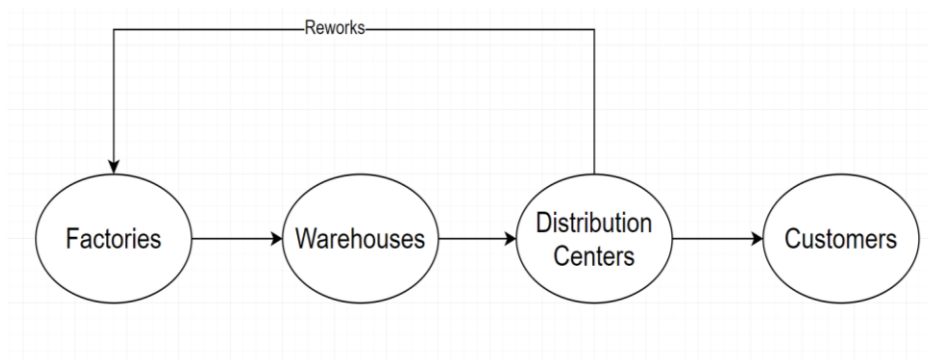 Reworks
Factories
Warehouses
Distribution
Centers
Customers